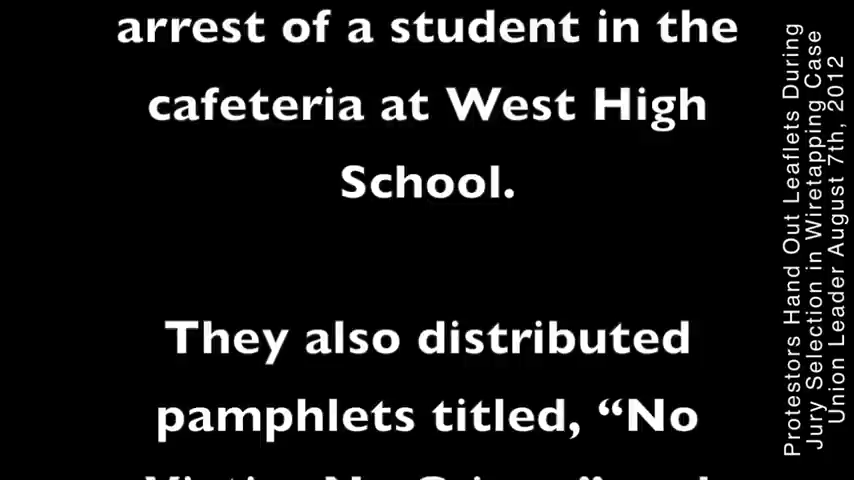 arrest of a student in the
cafeteria at West High
School.
They also distributed
pamphlets titled, “No
Protestors Hand Out Leaflets During
Jury Selection in Wiretapping Case
Union Leader August 7th, 2012